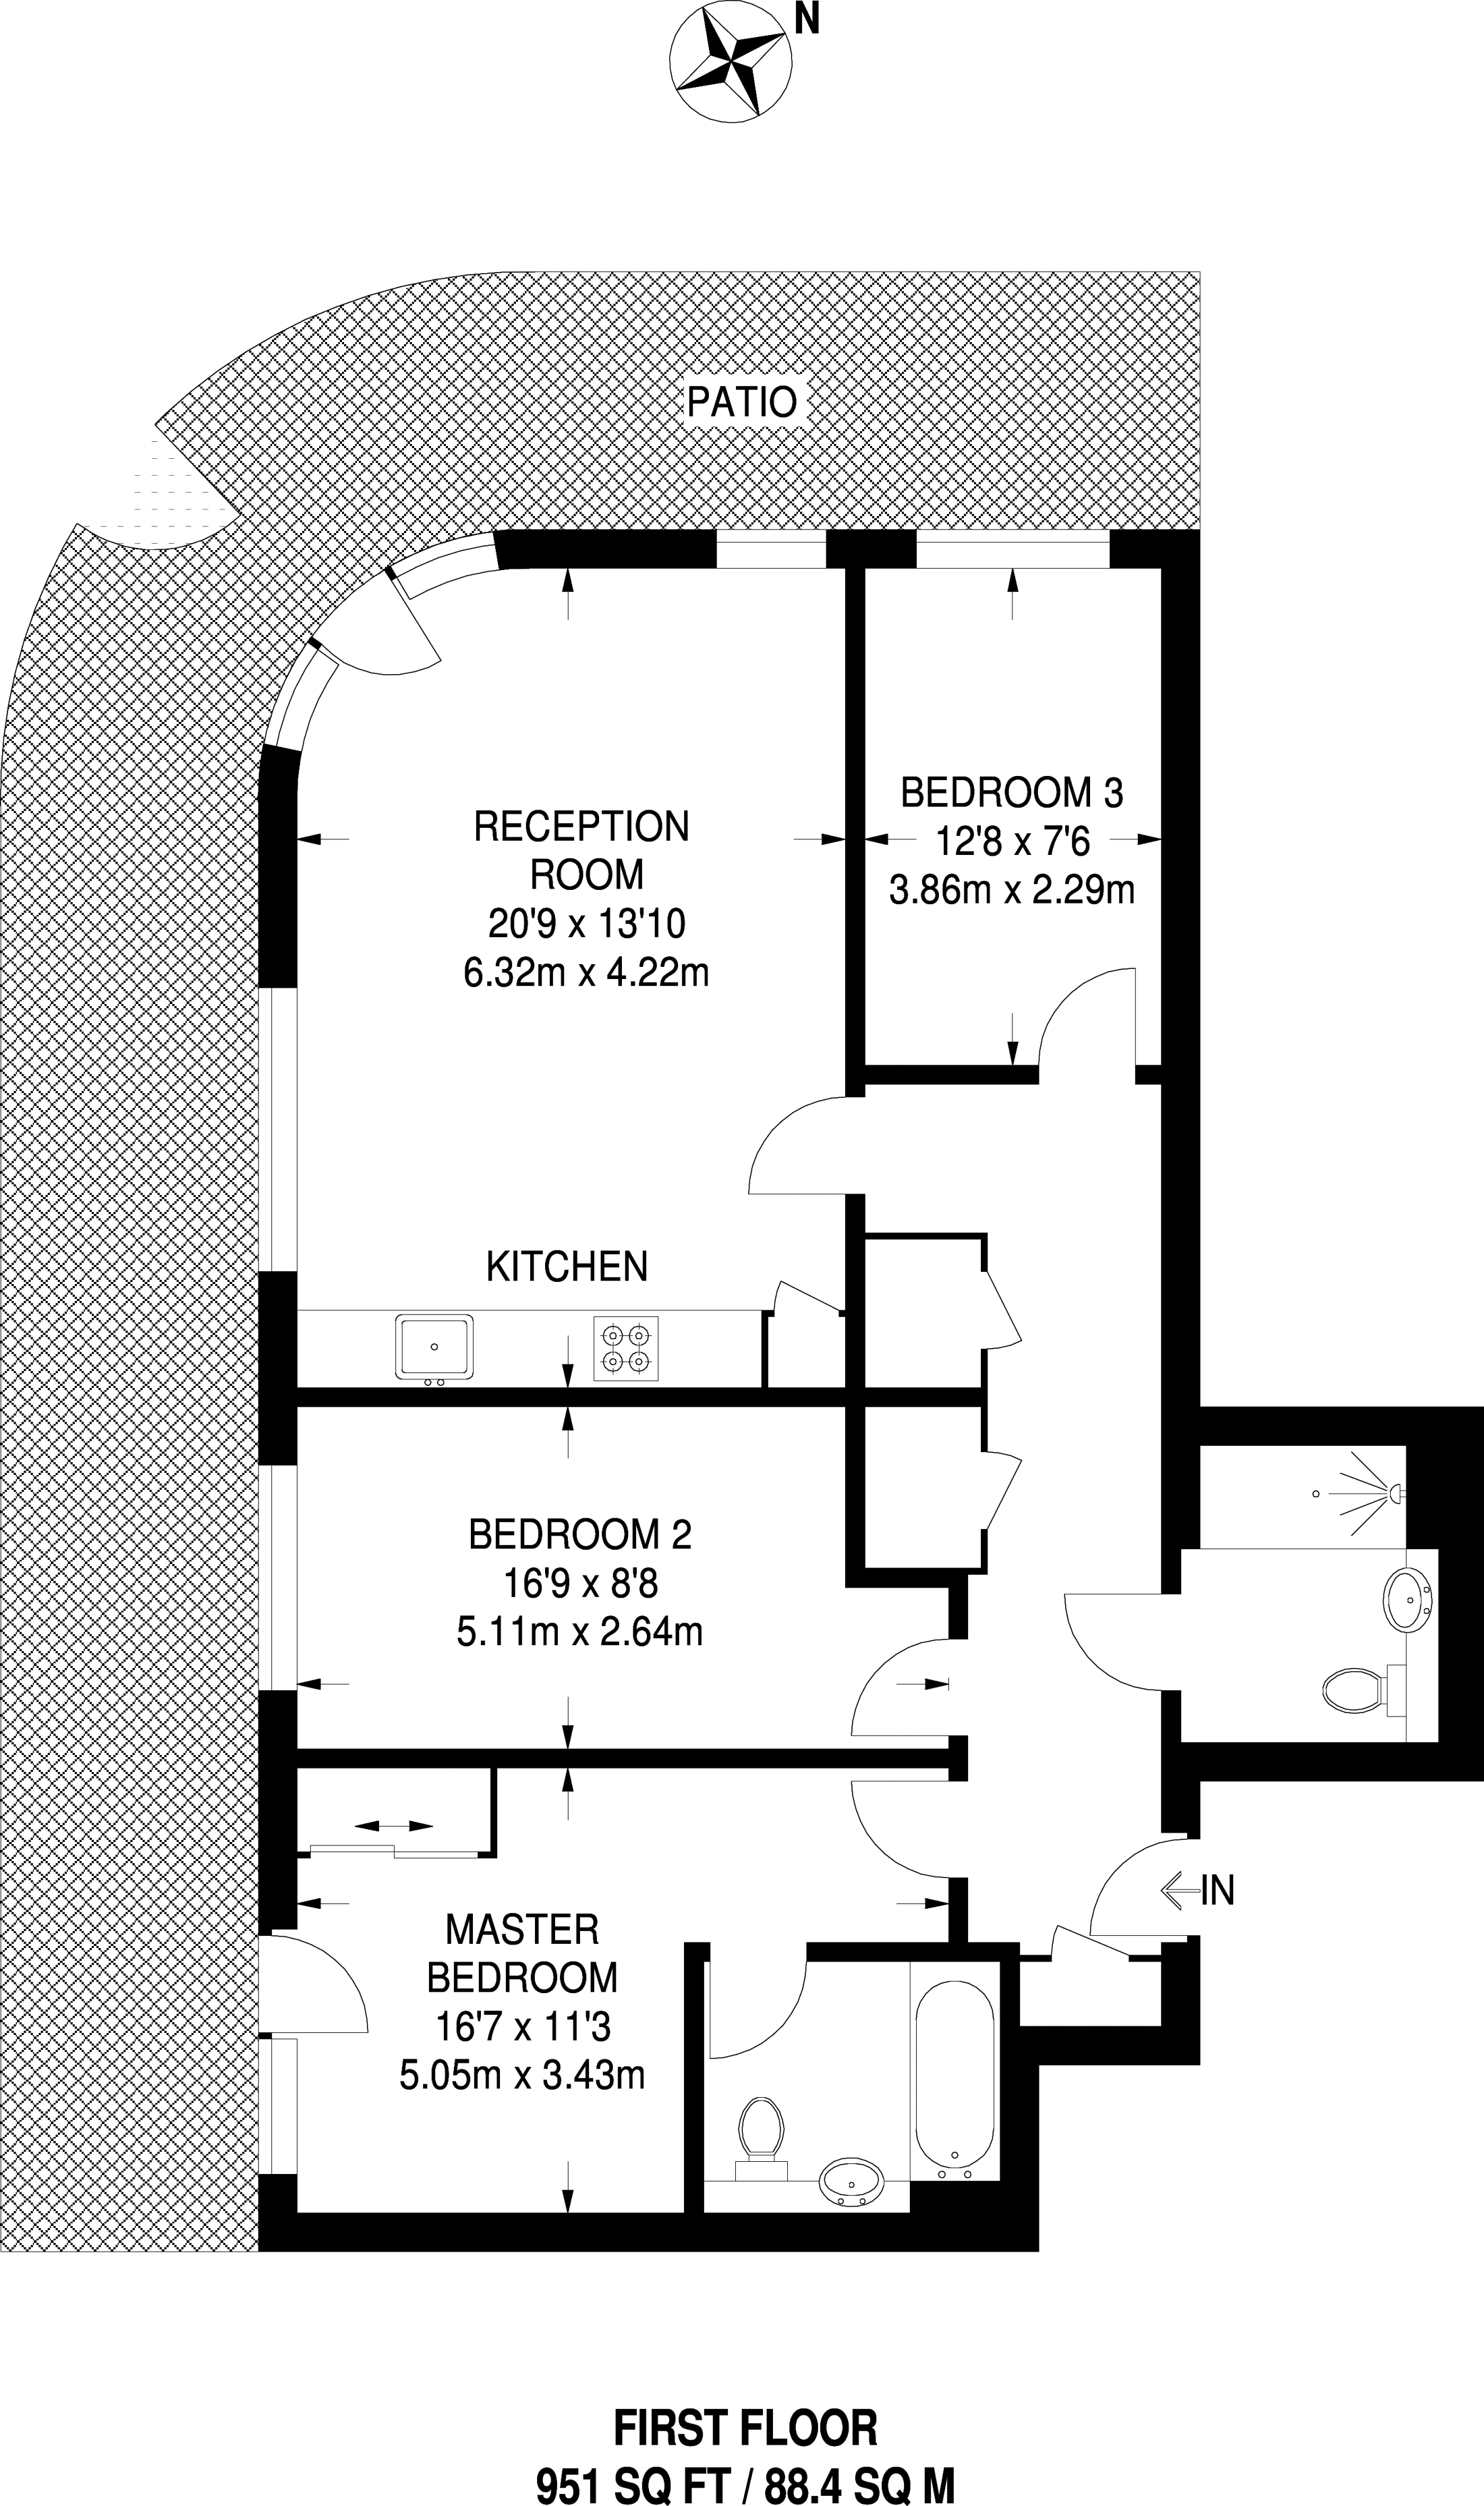 N
PATIO
RECEPTION
ROOM
20'9 x 13'10
6.32m x 4.22m
BEDROOM 3
12'8 x 7'6
3.86m x 2.29m
KITCHEN
BEDROOM 2
16'9 x 8'8
5.11m x 2.64m
IN
MASTER
BEDROOM
16'7 x 11'3
5.05m x 3.43m
FIRST FLOOR
951 SQ FT / 88.4 SQ M